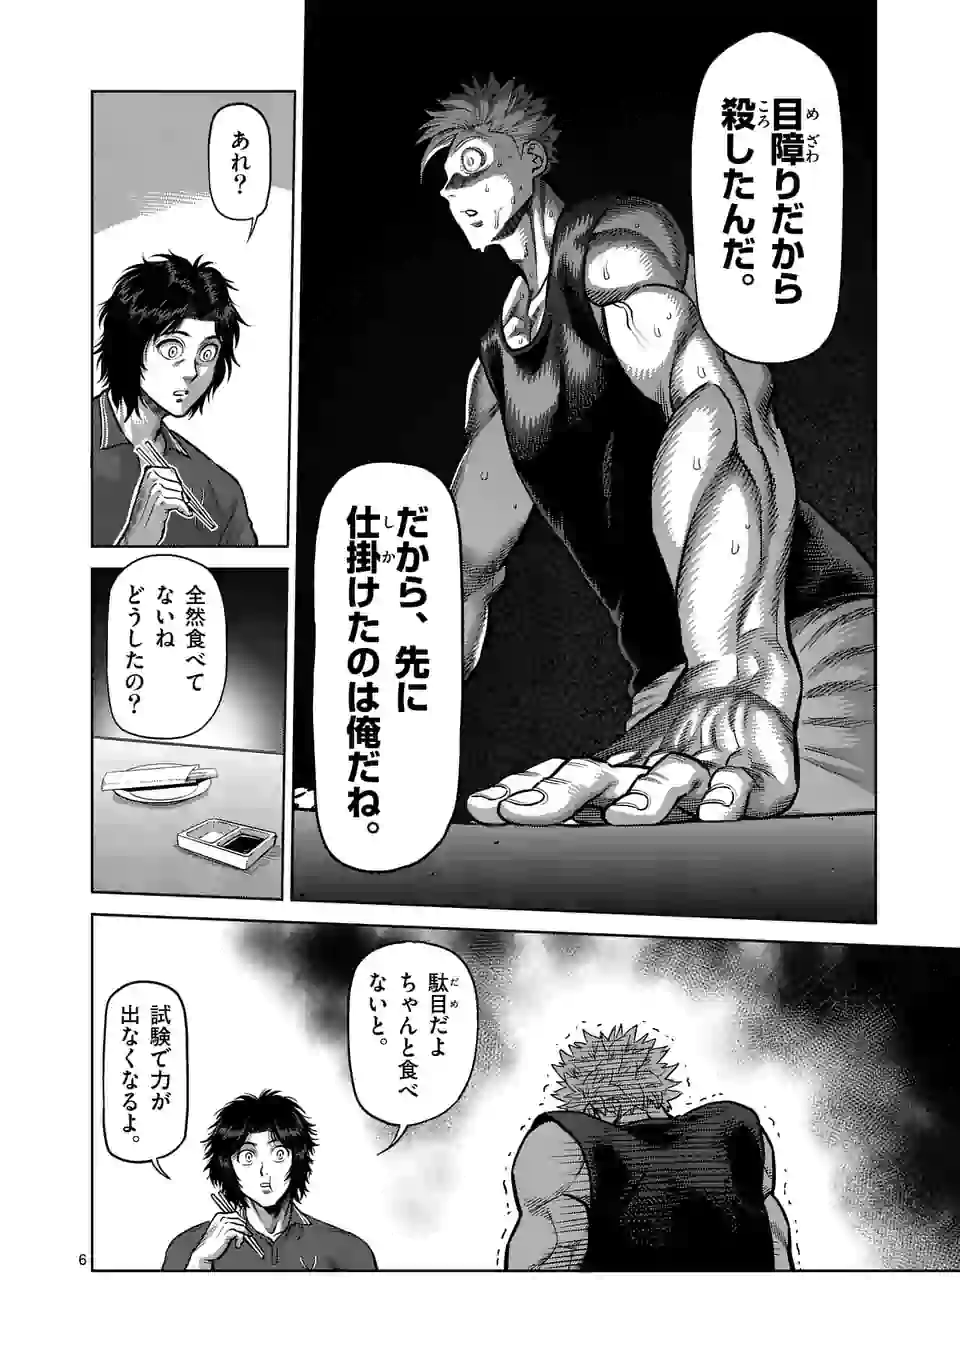 目障りだから
殺したんだ。
だから、先に
仕掛けたのは俺だね。
あれ?
全然食べて
ないね
どうしたの?
駄目だよ
ちゃんと食べ
ないと。
試験で力が
出なくなるよ。
6